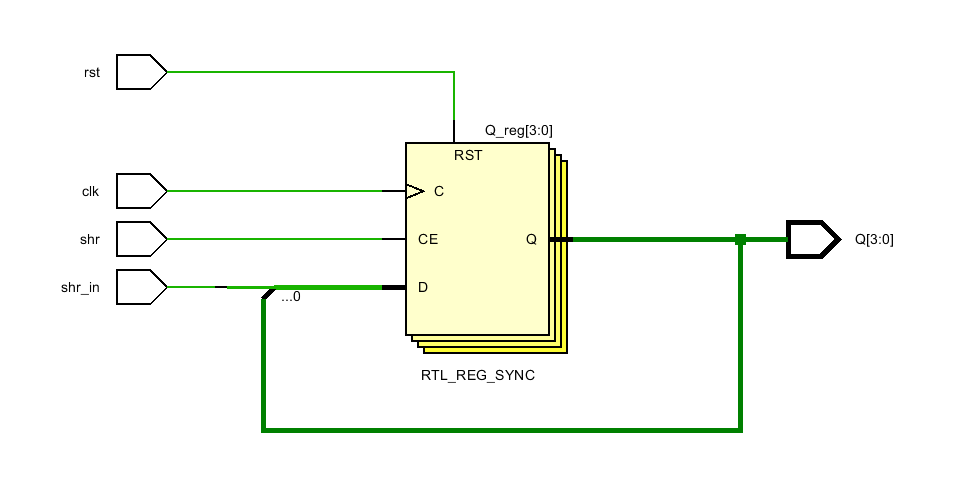 rst
Q_reg[3:0]
RST
clk
C
shr
CE
Q
Q[3:0]
shr_in
D
...0
RTL_REG_SYNC